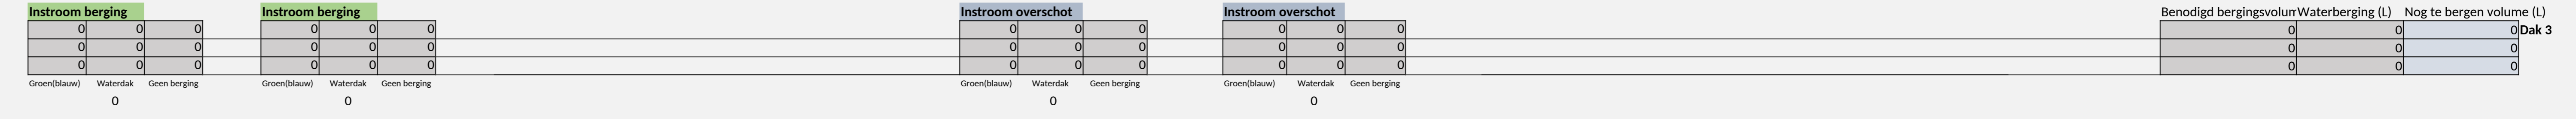 Instroom berging Instroom berging Instroom overschot Instroom overschot Benodigd bergingsvolum Waterberging (L) Nog te bergen volume (L)
0 0 0 0 0 0 0 0 0 0 0 0 0 0 0 Dak 3
0 0 0 0 0 0 0 0 0 0 0 0 0 0 0
0 0 0 0 0 0 0 0 0 0 0 0 0 0 0
Groen(blauw) Waterdak Geen berging Groen(blauw) Waterdak Geen berging Groen(blauw) Waterdak Geen berging Groen(blauw) Waterdak Geen berging
0 0 0 0